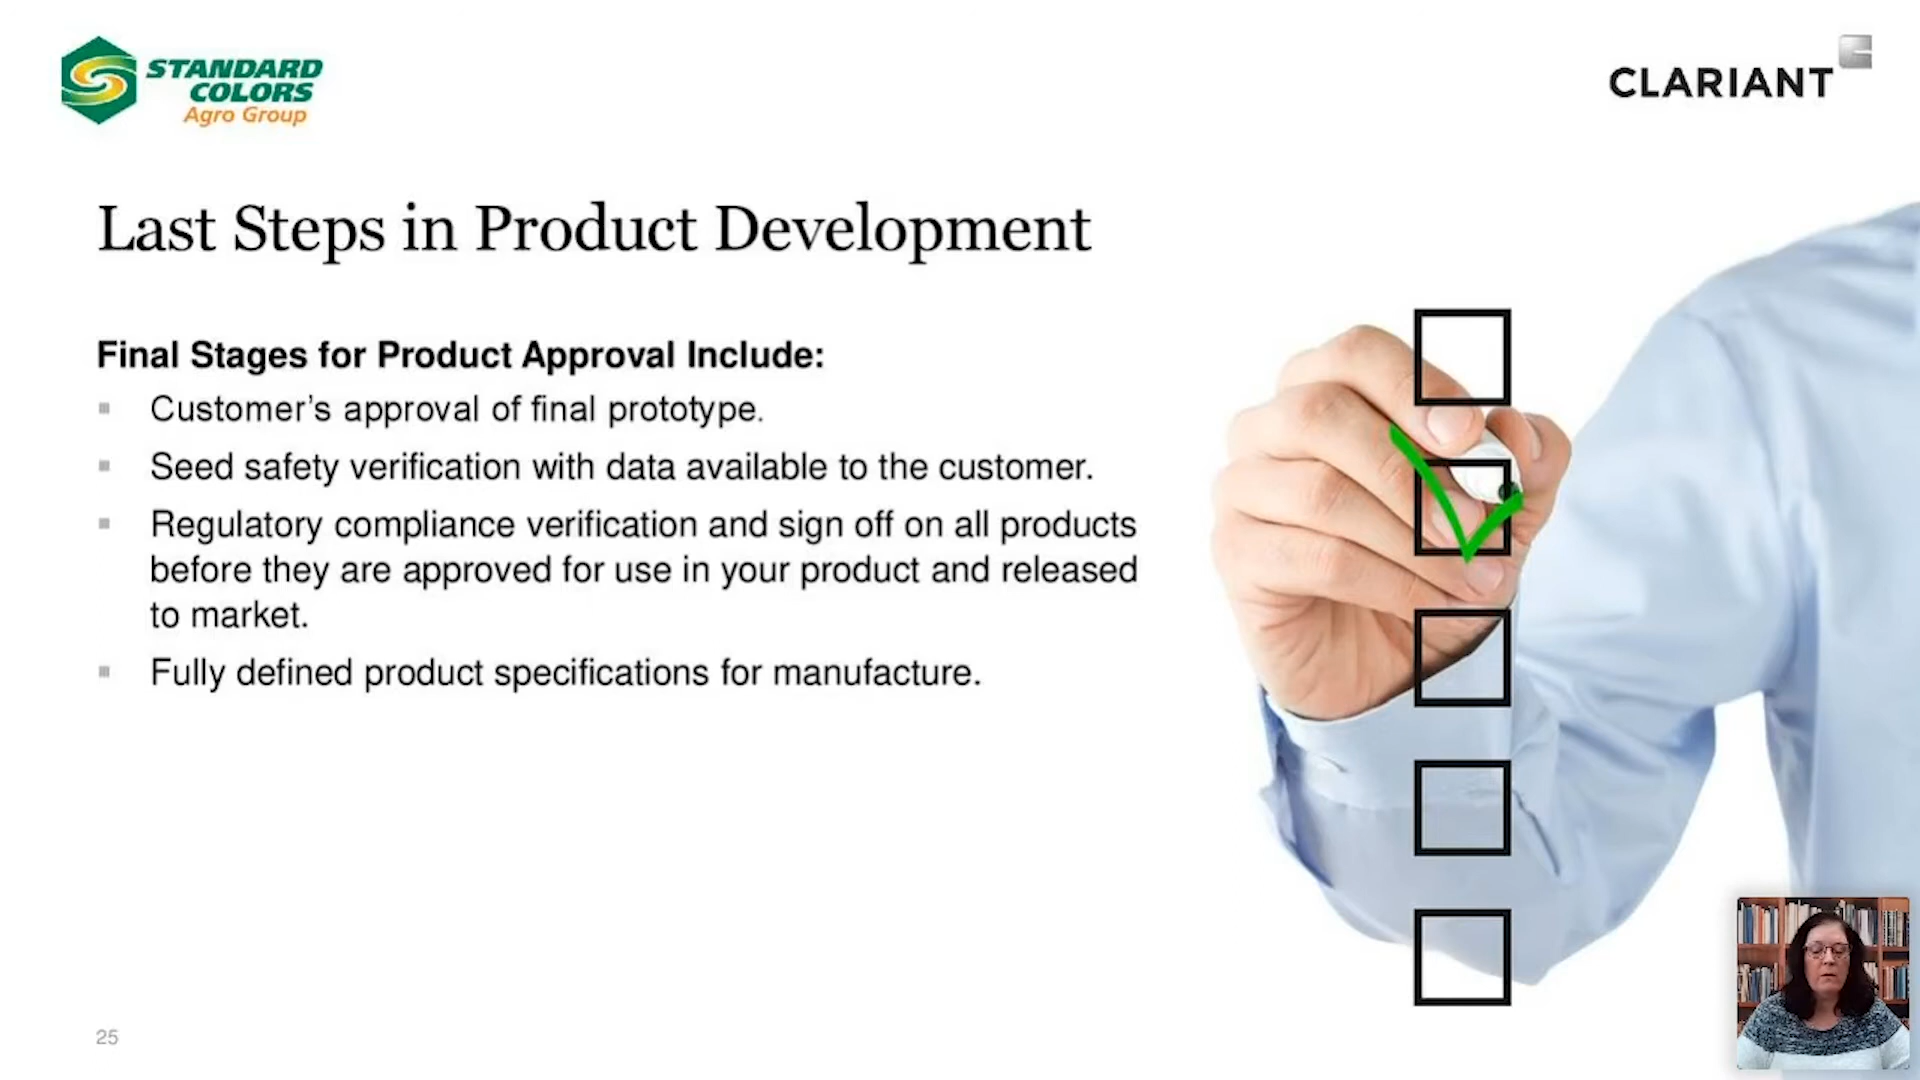 STANDARD
COLORS
Agro Group
CLARIANT
Last Steps in Product Development
Final Stages for Product Approval Include:
Customer’s approval of final prototype.
Seed safety verification with data available to the customer.
Regulatory compliance verification and sign off on all products
before they are approved for use in your product and released
to market.
Fully defined product specifications for manufacture.
25